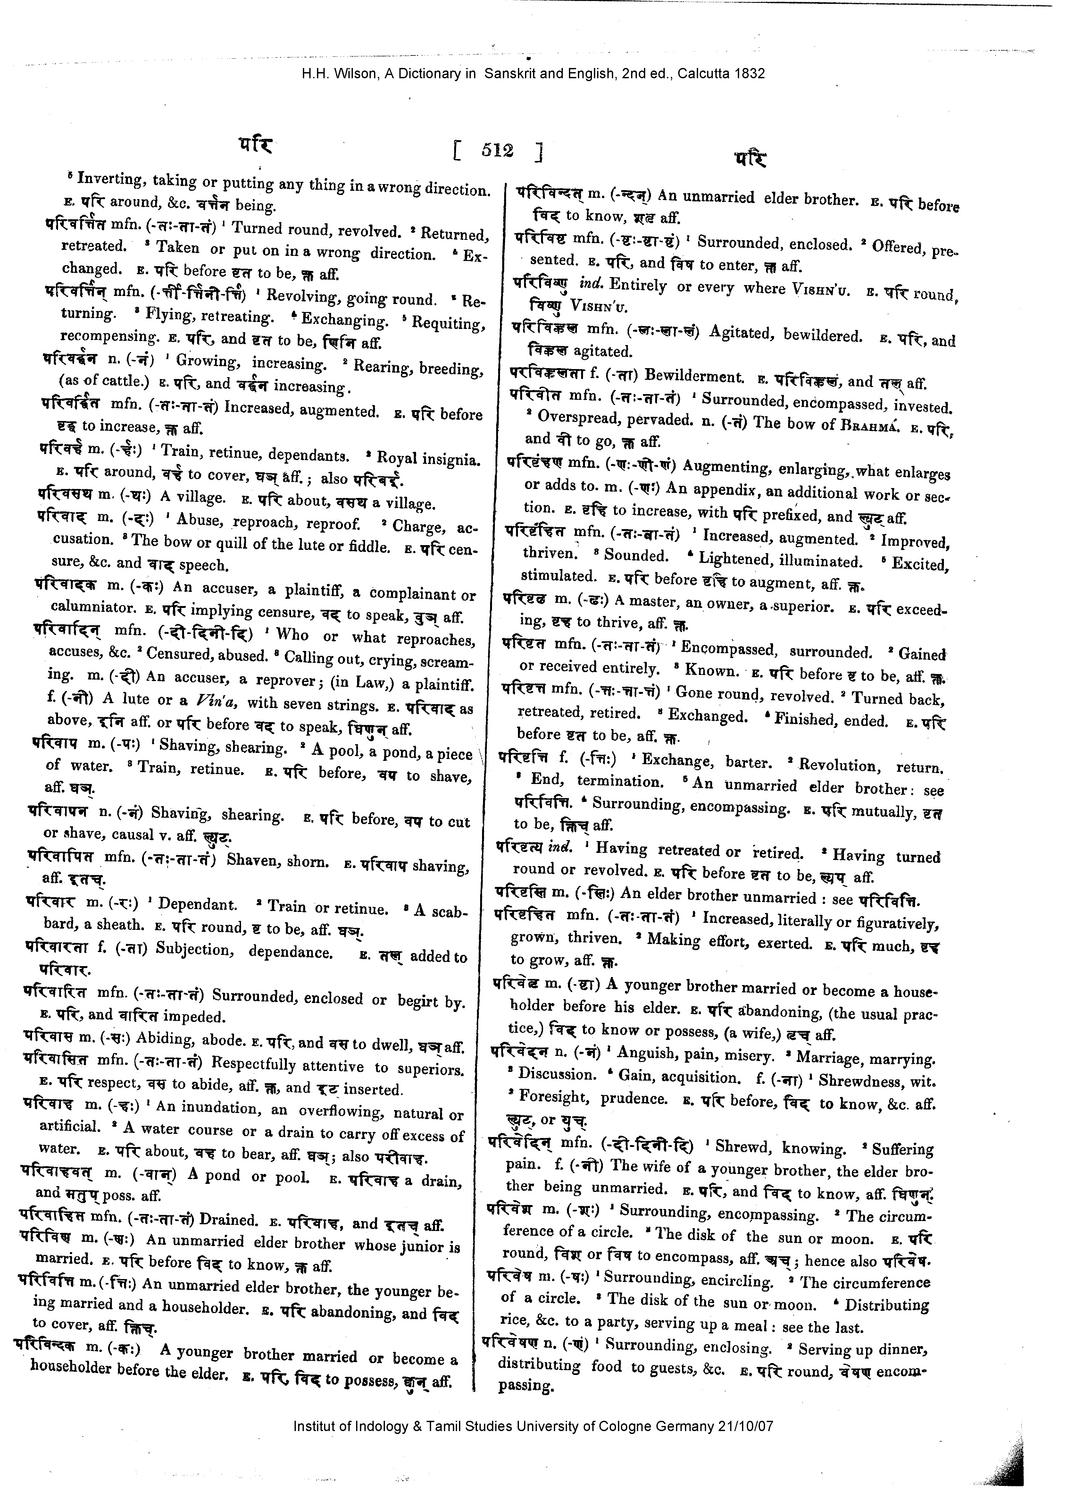 H.H. Wilson, A Dictionary in Sanskrit and English, 2nd ed., Calcutta 1832
परि
[ 512 ]
परि
⁵ Inverting, taking or putting any thing in a wrong direction.
E. परि around, &c. वर्त्तन being.
परिवर्त्तित mfn. (-तः-ता-तं) ¹ Turned round, revolved. ² Returned,
retreated. ³ Taken or put on in a wrong direction. ⁴ Ex-
changed. E. परि before वृत to be, क्त aff.
परिवर्त्तिन् mfn. (-र्त्ती-र्त्तिनी-र्त्ति) ¹ Revolving, going round. ² Re-
turning. ³ Flying, retreating. ⁴ Exchanging. ⁵ Requiting,
recompensing. E. परि, and वृत to be, णिनि aff.
परिवर्द्धन n. (-नं) ¹ Growing, increasing. ² Rearing, breeding,
(as of cattle.) E. परि, and वर्द्धन increasing.
परिवर्द्धित mfn. (-तः-ता-तं) Increased, augmented. E. परि before
वृद्ध to increase, क्त aff.
परिवर्ह m. (-र्हः) ¹ Train, retinue, dependants. ² Royal insignia.
E. परि around, वर्ह to cover, घञ् aff.; also परिबर्ह.
परिवसथ m. (-थः) A village. E. परि about, वसथ a village.
परिवाद m. (-दः) ¹ Abuse, reproach, reproof. ² Charge, ac-
cusation. ³ The bow or quill of the lute or fiddle. E. परि cen-
sure, &c. and वाद speech.
परिवादक m. (-कः) An accuser, a plaintiff, a complainant or
calumniator. E. परि implying censure, वद to speak, वुञ् aff.
परिवादिन् mfn. (-दी-दिनी-दि) ¹ Who or what reproaches,
accuses, &c. ² Censured, abused. ³ Calling out, crying, scream-
ing. m. (-दी) An accuser, a reprover; (in Law,) a plaintiff.
f. (-नी) A lute or a Vin'a, with seven strings. E. परिवाद as
above, इनि aff. or परि before वद to speak, घिणुन् aff.
परिवाप m. (-पः) ¹ Shaving, shearing. ² A pool, a pond, a piece
of water. ³ Train, retinue. E. परि before, वप to shave,
aff. घञ्.
परिवापन n. (-नं) Shaving, shearing. E. परि before, वप to cut
or shave, causal v. aff. ल्युट्.
परिवापित mfn. (-तः-ता-तं) Shaven, shorn. E. परिवाप shaving,
aff. इतच्.
परिवार m. (-रः) ¹ Dependant. ² Train or retinue. ³ A scab-
bard, a sheath. E. परि round, वृ to be, aff. घञ्.
परिवारता f. (-ता) Subjection, dependance. E. तल् added to
परिवार.
परिवारित mfn. (-तः-ता-तं) Surrounded, enclosed or begirt by.
E. परि, and वारित impeded.
परिवास m. (-सः) Abiding, abode. E. परि, and वस to dwell, घञ् aff.
परिवासित mfn. (-तः-ता-तं) Respectfully attentive to superiors.
E. परि respect, वस to abide, aff. क्त, and इट् inserted.
परिवाह m. (-हः) ¹ An inundation, an overflowing, natural or
artificial. ² A water course or a drain to carry off excess of
water. E. परि about, वह to bear, aff. घञ्; also परीवाह.
परिवाहवत् m. (-वान्) A pond or pool. E. परिवाह a drain,
and मतुप् poss. aff.
परिवाहित mfn. (-तः-ता-तं) Drained. E. परिवाह, and इतच् aff.
परिविण m. (-णः) An unmarried elder brother whose junior is
married. E. परि before विद to know, क्त aff.
परिवित्ति m. (-त्तिः) An unmarried elder brother, the younger be-
ing married and a householder. E. परि abandoning, and विद
to cover, aff. क्तिच्.
परिविन्दक m. (-कः) A younger brother married or become a
householder before the elder. E. परि, विद to possess, क्वुन् aff.
परिविन्दत् m. (-न्दन्) An unmarried elder brother. E. परि before
विद to know, शतृ aff.
परिविष्ट mfn. (-ष्टः-ष्टा-ष्टं) ¹ Surrounded, enclosed. ² Offered, pre-
sented. E. परि, and विष to enter, क्त aff.
परिविष्णु ind. Entirely or every where VISHN'U. E. परि round,
विष्णु VISHN'U.
परिविह्वल mfn. (-लः-ला-लं) Agitated, bewildered. E. परि, and
विह्वल agitated.
परविह्वलता f. (-ता) Bewilderment. E. परिविह्वल, and तल् aff.
परिवीत mfn. (-तः-ता-तं) ¹ Surrounded, encompassed, invested.
² Overspread, pervaded. n. (-तं) The bow of BRAHMÁ. E. परि,
and वी to go, क्त aff.
परिवृंहण mfn. (-णः-णी-णं) Augmenting, enlarging, what enlarges
or adds to. m. (-णः) An appendix, an additional work or sec-
tion. E. वृहि to increase, with परि prefixed, and ल्युट् aff.
परिवृंहित mfn. (-तः-ता-तं) ¹ Increased, augmented. ² Improved,
thriven. ³ Sounded. ⁴ Lightened, illuminated. ⁵ Excited,
stimulated. E. परि before वृहि to augment, aff. क्त.
परिवृढ m. (-ढः) A master, an owner, a superior. E. परि exceed-
ing, वृह to thrive, aff. क्त.
परिवृत mfn. (-तः-ता-तं) ¹ Encompassed, surrounded. ² Gained
or received entirely. ³ Known. E. परि before वृ to be, aff. क्त.
परिवृत्त mfn. (-त्तः-त्ता-त्तं) ¹ Gone round, revolved. ² Turned back,
retreated, retired. ³ Exchanged. ⁴ Finished, ended. E. परि
before वृत to be, aff. क्त.
परिवृत्ति f. (-त्तिः) ¹ Exchange, barter. ² Revolution, return.
³ End, termination. ⁵ An unmarried elder brother: see
परिवित्ति. ⁴ Surrounding, encompassing. E. परि mutually, वृत
to be, क्तिच् aff.
परिवृत्य ind. ¹ Having retreated or retired. ² Having turned
round or revolved. E. परि before वृत to be, ल्यप् aff.
परिवृत्ति m. (-त्तिः) An elder brother unmarried : see परिवित्ति.
परिवृद्धित mfn. (-तः-ता-तं) ¹ Increased, literally or figuratively,
grown, thriven. ² Making effort, exerted. E. परि much, वृह
to grow, aff. क्त.
परिवेतृ m. (-त्ता) A younger brother married or become a house-
holder before his elder. E. परि abandoning, (the usual prac-
tice,) विद to know or possess, (a wife,) तृच् aff.
परिवेदन n. (-नं) ¹ Anguish, pain, misery. ² Marriage, marrying.
³ Discussion. ⁴ Gain, acquisition. f. (-ना) ¹ Shrewdness, wit.
² Foresight, prudence. E. परि before, विद to know, &c. aff.
ल्युट्, or युच्.
परिवेदिन् mfn. (-दी-दिनी-दि) ¹ Shrewd, knowing. ² Suffering
pain. f. (-नी) The wife of a younger brother, the elder bro-
ther being unmarried. E. परि, and विद to know, aff. घिणुन्.
परिवेश m. (-शः) ¹ Surrounding, encompassing. ² The circum-
ference of a circle. ³ The disk of the sun or moon. E. परि
round, विश or विष to encompass, aff. अच्; hence also परिवेष.
परिवेष m. (-षः) ¹ Surrounding, encircling. ² The circumference
of a circle. ³ The disk of the sun or moon. ⁴ Distributing
rice, &c. to a party, serving up a meal : see the last.
परिवेषण n. (-णं) ¹ Surrounding, enclosing. ² Serving up dinner,
distributing food to guests, &c. E. परि round, वेषण encom-
passing.
Institut of Indology & Tamil Studies University of Cologne Germany 21/10/07